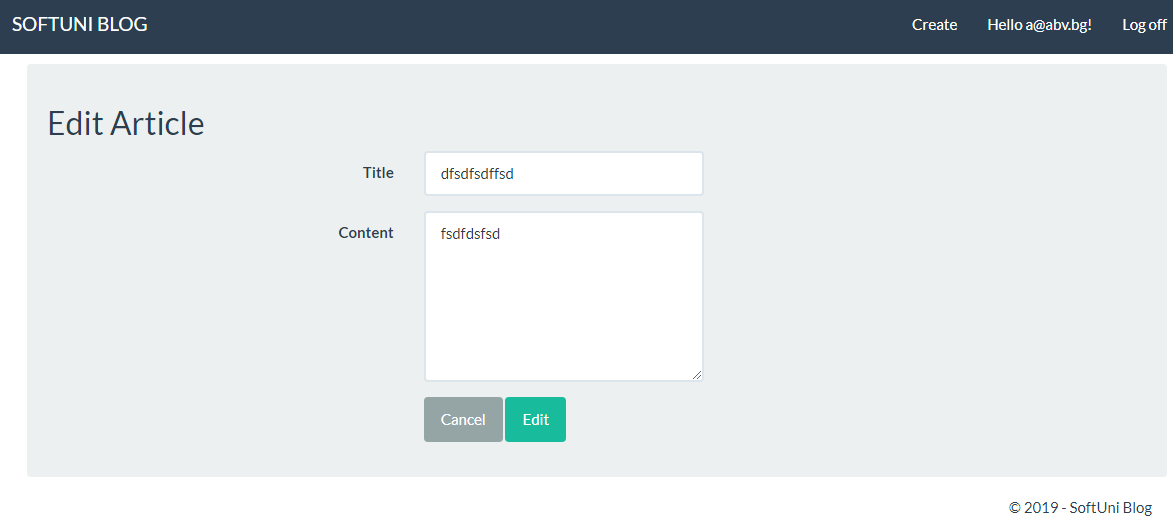 SOFTUNI BLOG Create Hello a@abv.bg! Log off
Edit Article
Title dfsdfsdffsd
Content fsdfdsfsd
Cancel Edit
© 2019 - SoftUni Blog